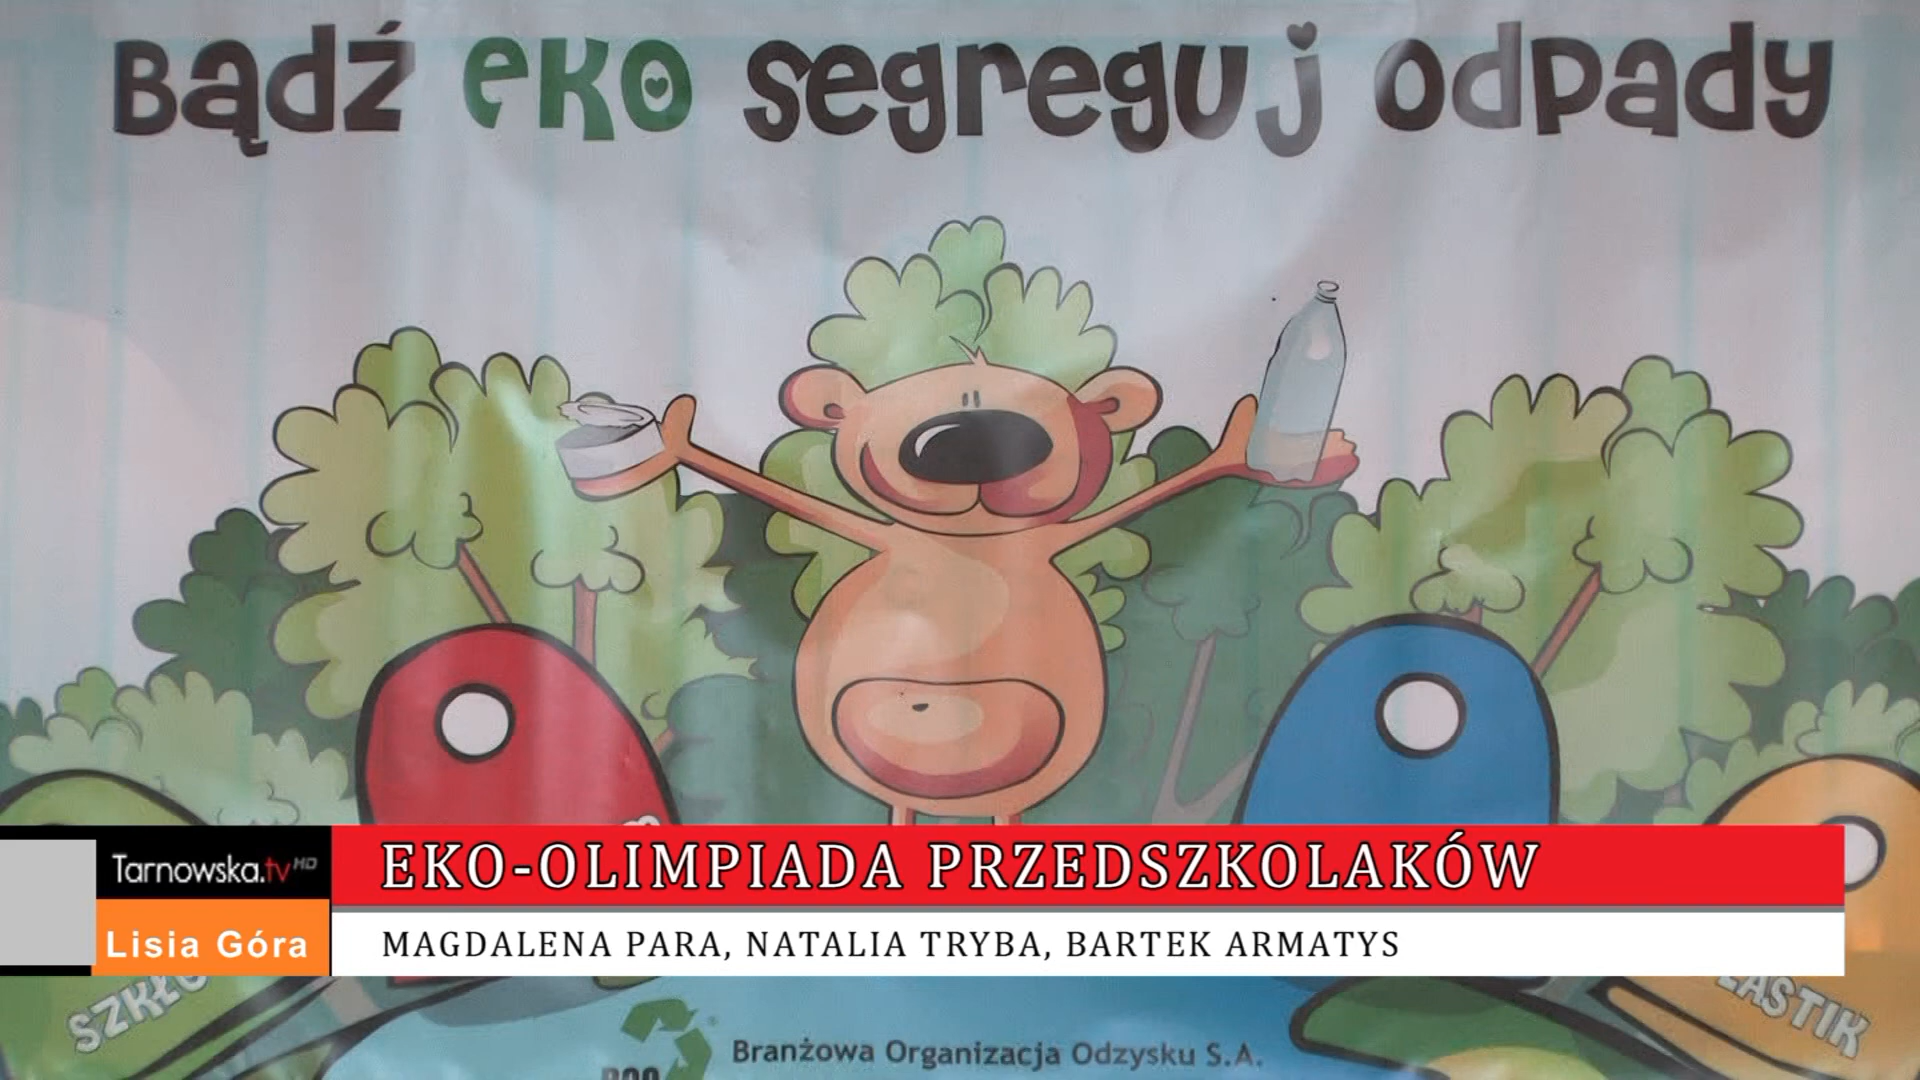 Bądź eko segreguj odpady
Tarnowska.tv HD
EKO-OLIMPIADA PRZEDSZKOLAKÓW
Lisia Góra
MAGDALENA PARA, NATALIA TRYBA, BARTEK ARMATYS
Branżowa Organizacja Odzysku S.A.